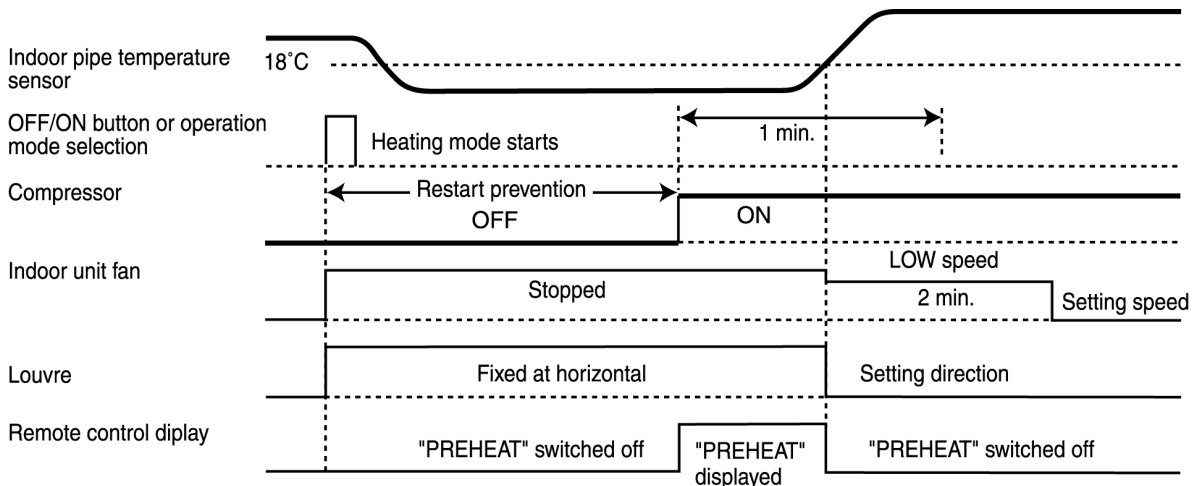 Indoor pipe temperature
sensor
18˚C
OFF/ON button or operation
mode selection
Heating mode starts
1 min.
Compressor
Restart prevention
OFF
ON
Indoor unit fan
Stopped
LOW speed
2 min.
Setting speed
Louvre
Fixed at horizontal
Setting direction
Remote control diplay
"PREHEAT" switched off
"PREHEAT"
displayed
"PREHEAT" switched off